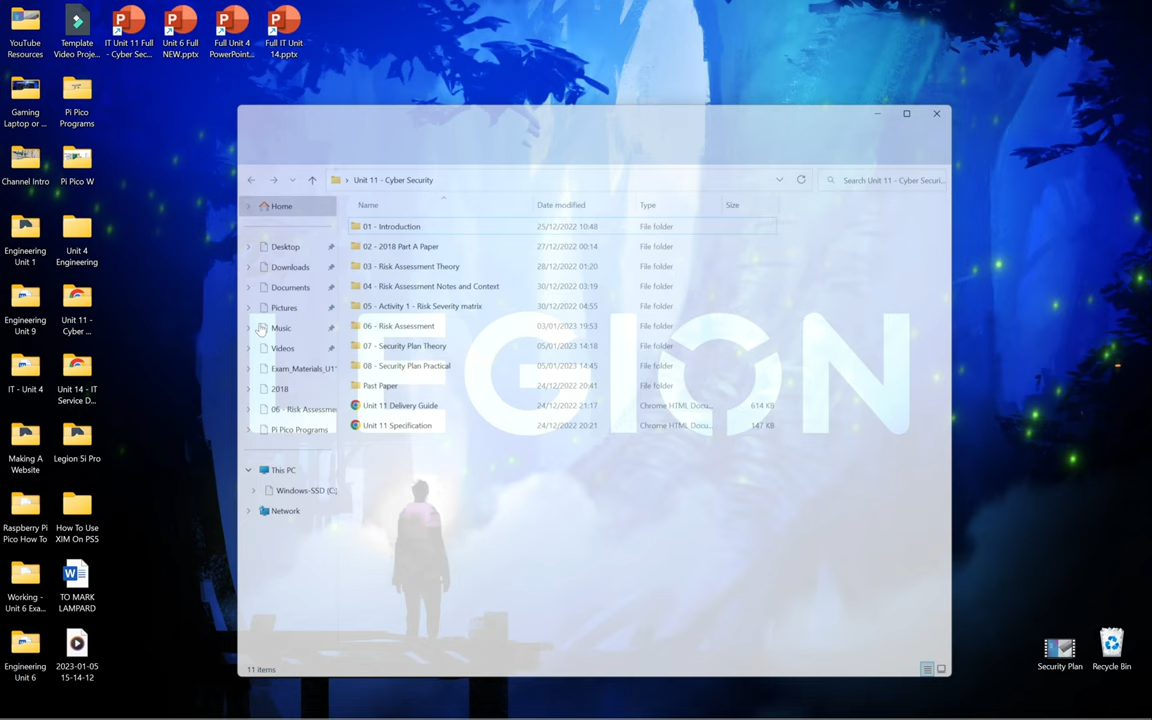 YouTube
Resources
Template
Video Proje...
IT Unit 11 Full
- Cyber Sec...
Unit 6 Full
NEW.pptx
Full Unit 4
PowerPoint...
Full IT Unit
14.pptx
Gaming
Laptop or ...
Pi Pico
Programs
Channel Intro
Pi Pico W
Engineering
Unit 1
Unit 4
Engineering
Engineering
Unit 9
Unit 11 -
Cyber ...
IT - Unit 4
Unit 14 - IT
Service D...
Making A
Website
Legion 5i Pro
Raspberry Pi
Pico How To
How To Use
XIM On PS5
Working -
Unit 6 Exa...
TO MARK
LAMPARD
Engineering
Unit 6
2023-01-05
15-14-12
Unit 11 - Cyber Security
Search Unit 11 - Cyber Securi...
Home
Desktop
Downloads
Documents
Pictures
Music
Videos
Exam_Materials_U1
2018
06 - Risk Assessme
Pi Pico Programs
This PC
Windows-SSD (C:
Network
Name Date modified Type Size
01 - Introduction 25/12/2022 10:48 File folder
02 - 2018 Part A Paper 27/12/2022 00:14 File folder
03 - Risk Assessment Theory 28/12/2022 01:20 File folder
04 - Risk Assessment Notes and Context 30/12/2022 03:19 File folder
05 - Activity 1 - Risk Severity matrix 30/12/2022 04:55 File folder
06 - Risk Assessment 03/01/2023 19:53 File folder
07 - Security Plan Theory 05/01/2023 14:18 File folder
08 - Security Plan Practical 05/01/2023 14:45 File folder
Past Paper 24/12/2022 20:41 File folder
Unit 11 Delivery Guide 24/12/2022 21:17 Chrome HTML Docu... 614 KB
Unit 11 Specification 24/12/2022 20:21 Chrome HTML Docu... 147 KB
LEGION
11 items
Security Plan
Recycle Bin